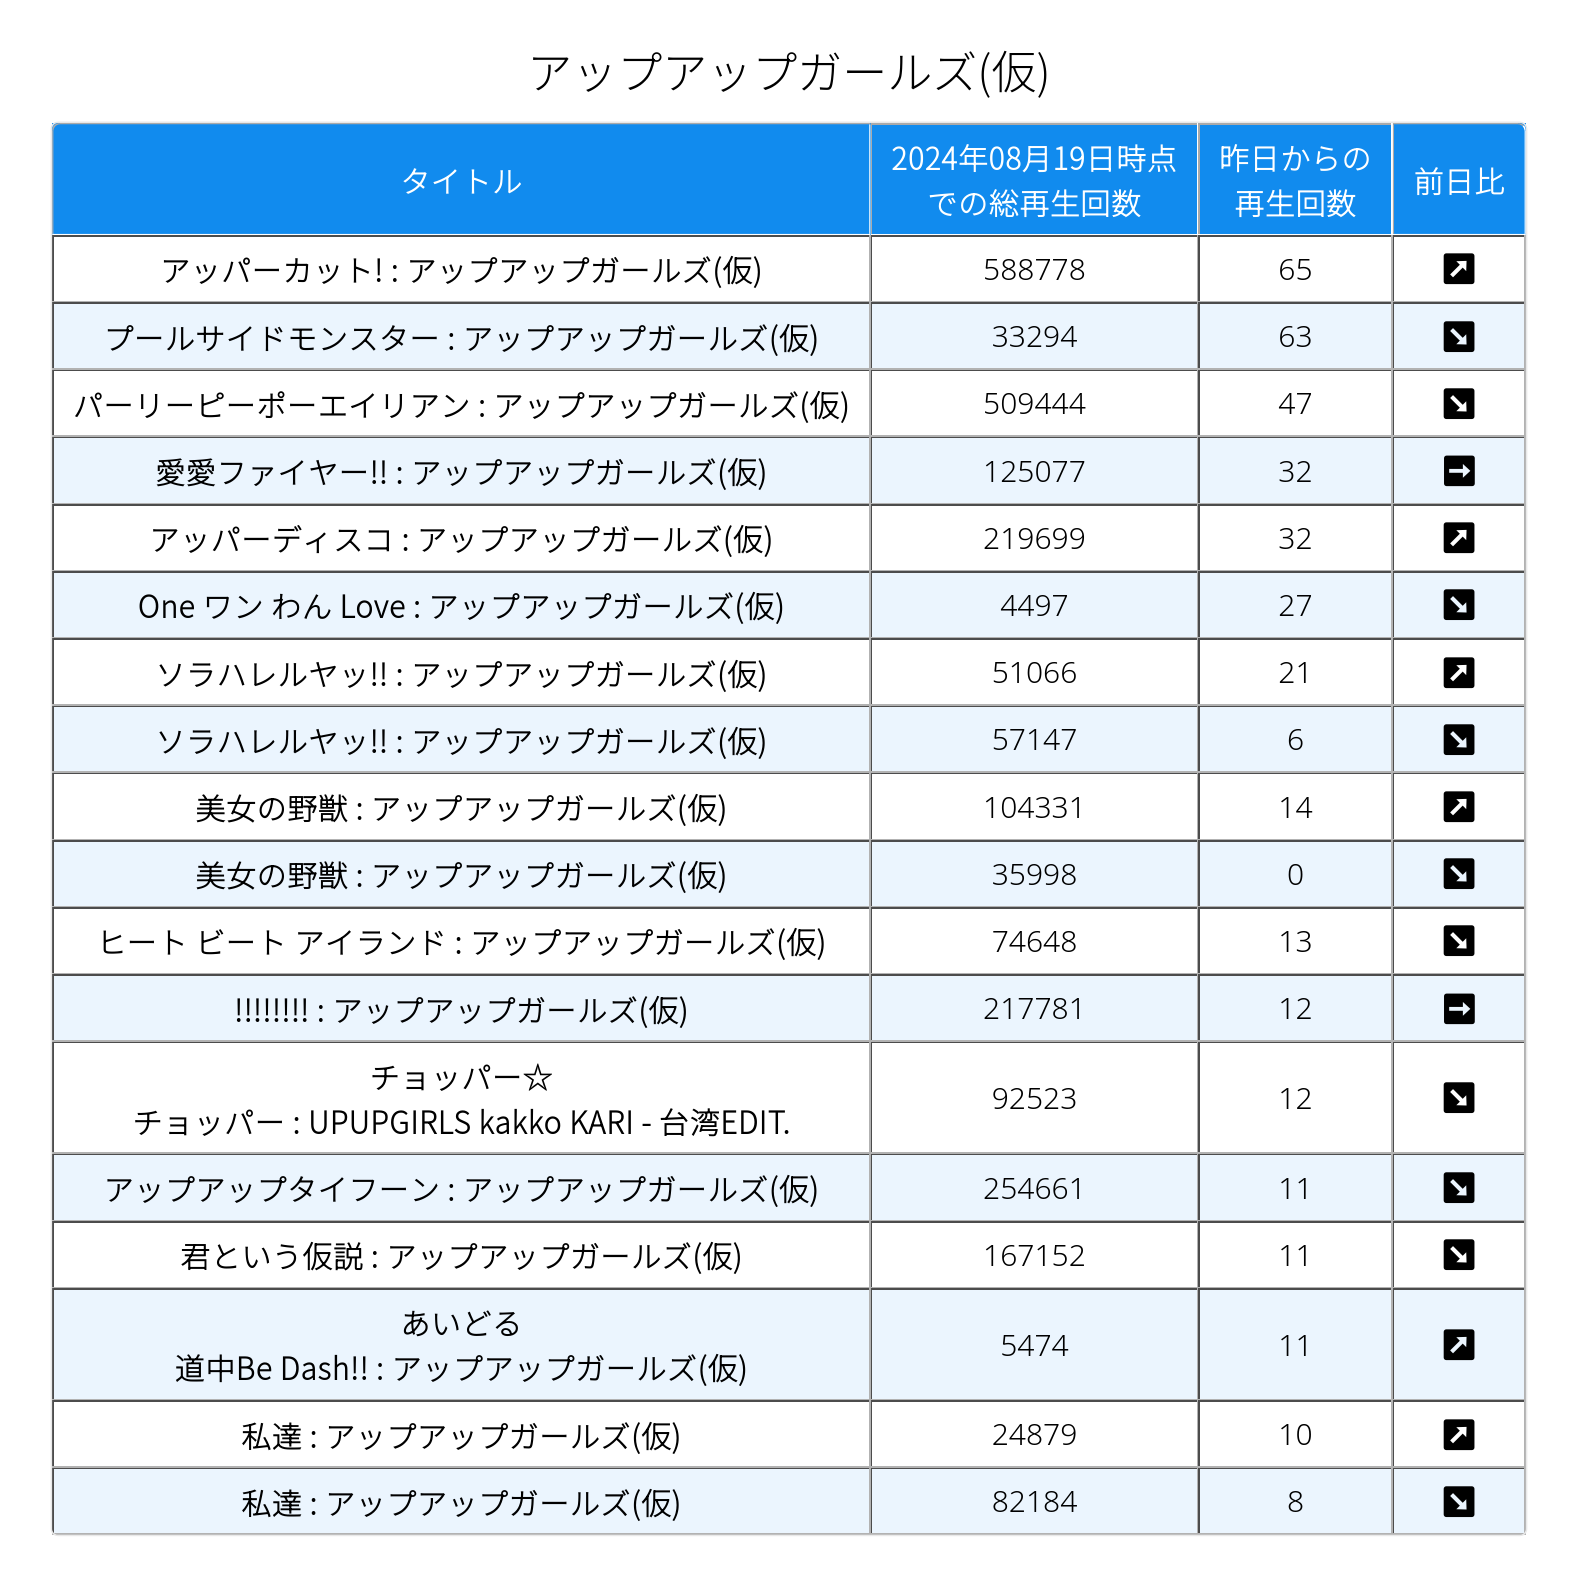 アップアップガールズ(仮)
タイトル
2024年08月19日時点
での総再生回数
昨日からの
再生回数
前日比
アッパーカット! : アップアップガールズ(仮) 588778 65 ↗
プールサイドモンスター : アップアップガールズ(仮) 33294 63 ↘
パーリーピーポーエイリアン : アップアップガールズ(仮) 509444 47 ↘
愛愛ファイヤー!! : アップアップガールズ(仮) 125077 32 →
アッパーディスコ : アップアップガールズ(仮) 219699 32 ↗
One ワン わん Love : アップアップガールズ(仮) 4497 27 ↘
ソラハレルヤッ!! : アップアップガールズ(仮) 51066 21 ↗
ソラハレルヤッ!! : アップアップガールズ(仮) 57147 6 ↘
美女の野獣 : アップアップガールズ(仮) 104331 14 ↗
美女の野獣 : アップアップガールズ(仮) 35998 0 ↘
ヒート ビート アイランド : アップアップガールズ(仮) 74648 13 ↘
!!!!!!!! : アップアップガールズ(仮) 217781 12 →
チョッパー☆
チョッパー : UPUPGIRLS kakko KARI - 台湾EDIT. 92523 12 ↘
アップアップタイフーン : アップアップガールズ(仮) 254661 11 ↘
君という仮説 : アップアップガールズ(仮) 167152 11 ↘
あいどる
道中Be Dash!! : アップアップガールズ(仮) 5474 11 ↗
私達 : アップアップガールズ(仮) 24879 10 ↗
私達 : アップアップガールズ(仮) 82184 8 ↘